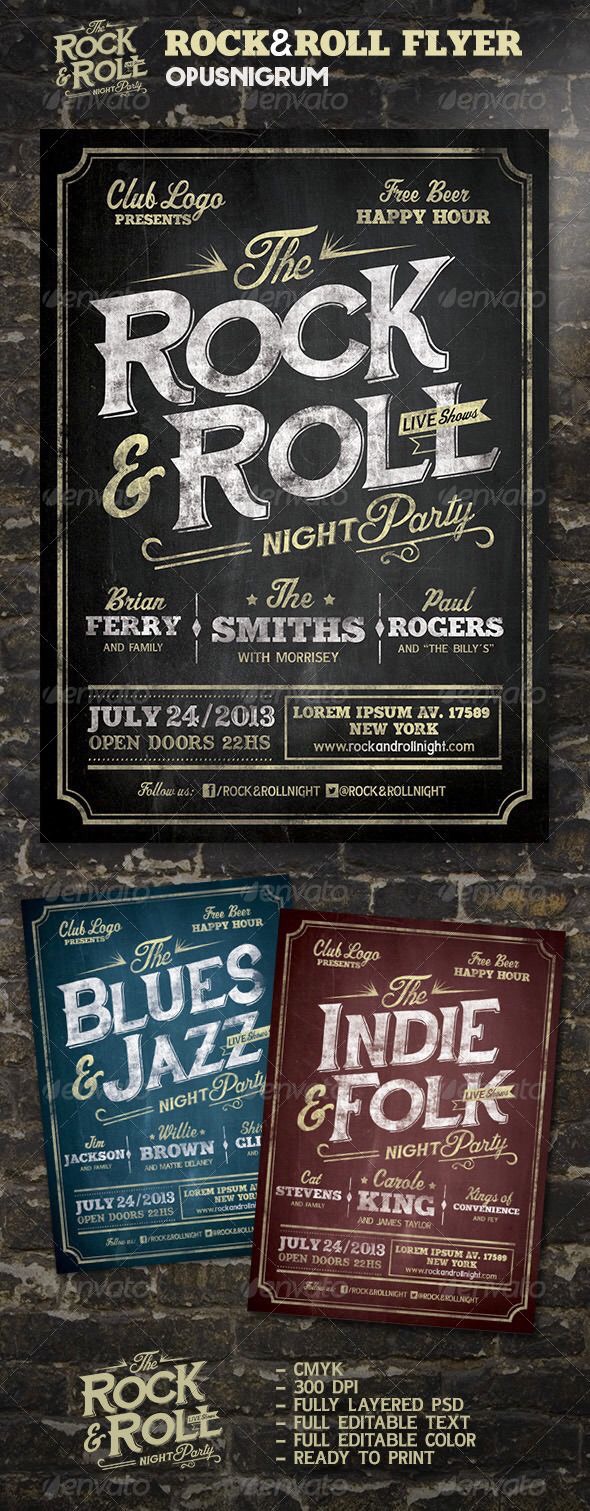 The
ROCK
& ROLL
LIVE Shows
NIGHT Party
ROCK&ROLL FLYER
OPUSNIGRUM
Club Logo
PRESENTS
Free Beer
HAPPY HOUR
The
ROCK
& ROLL
LIVE Shows
NIGHT Party
Brian
FERRY
AND FAMILY
The
SMITHS
WITH MORRISEY
Paul
ROGERS
AND "THE BILLY'S"
JULY 24/2013
OPEN DOORS 22HS
LOREM IPSUM AV. 17589
NEW YORK
www.rockandrollnight.com
Follow us: f /ROCK&ROLLNIGHT @ROCK&ROLLNIGHT
Club Logo
PRESENTS
Free Beer
HAPPY HOUR
The
BLUES
& JAZZ
LIVE Shows
NIGHT Party
Jim
JACKSON
AND FAMILY
Willie
BROWN
AND MATTIE DELANEY
JULY 24/2013
OPEN DOORS 22HS
LOREM IPSUM AV.
NEW YORK
www.rockandrollnight
Follow us: f /ROCK&ROLLNIGHT @ROCK&ROLLNIGHT
Club Logo
PRESENTS
Free Beer
HAPPY HOUR
The
INDIE
& FOLK
LIVE Shows
NIGHT Party
Cat
STEVENS
AND FAMILY
Carole
KING
AND JAMES TAYLOR
Kings of
CONVENIENCE
AND FEY
JULY 24/2013
OPEN DOORS 22HS
LOREM IPSUM AV. 17589
NEW YORK
www.rockandrollnight.com
Follow us: f /ROCK&ROLLNIGHT @ROCK&ROLLNIGHT
The
ROCK
& ROLL
LIVE Shows
NIGHT Party
- CMYK
- 300 DPI
- FULLY LAYERED PSD
- FULL EDITABLE TEXT
- FULL EDITABLE COLOR
- READY TO PRINT
envato